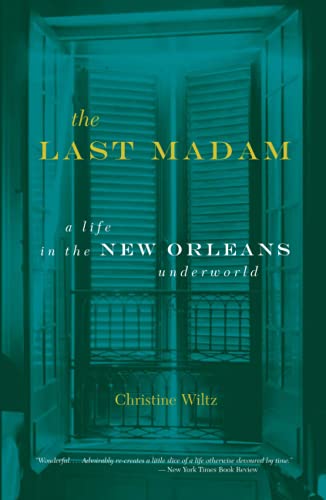 the
LAST MADAM
a life
in the NEW ORLEANS
underworld
Christine Wiltz
"Wonderful. . . . Admirably re-creates a little slice of a life otherwise devoured by time."
— New York Times Book Review